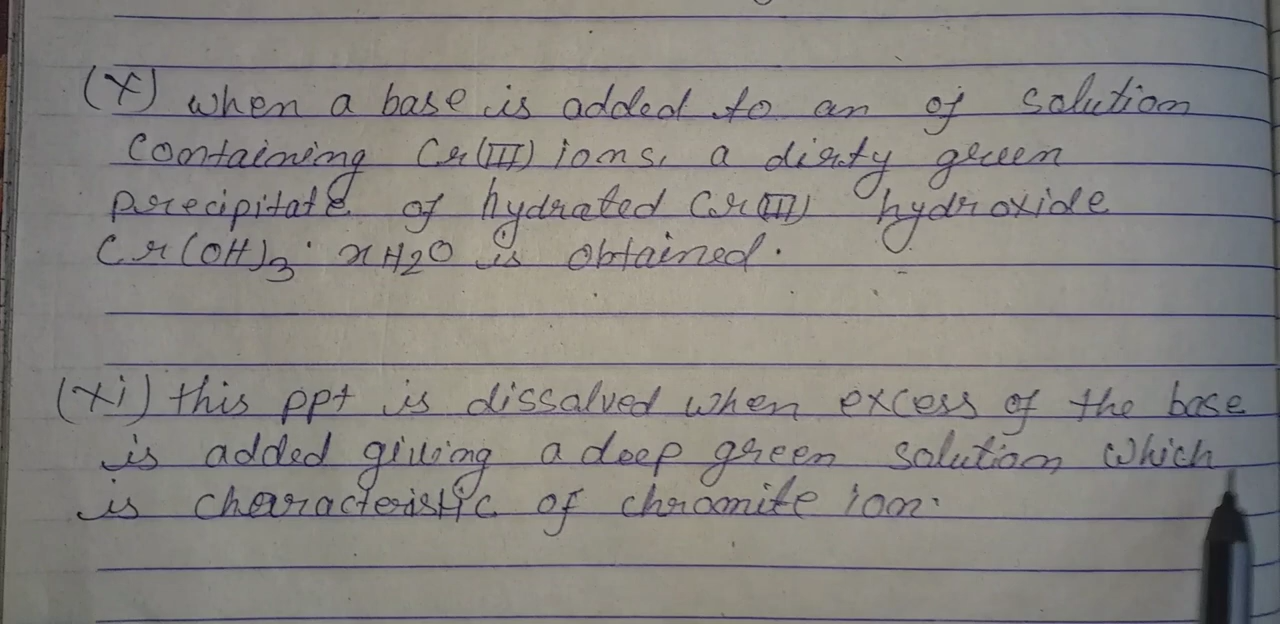 (x) when a base is added to an of solution
containing Cr(III) ions, a dirty green
precipitate of hydrated Cr(III) hydroxide
Cr(OH)3 · xH2O is obtained.
(xi) this ppt is dissolved when excess of the base
is added giving a deep green solution which
is characteristic of chromite ion.